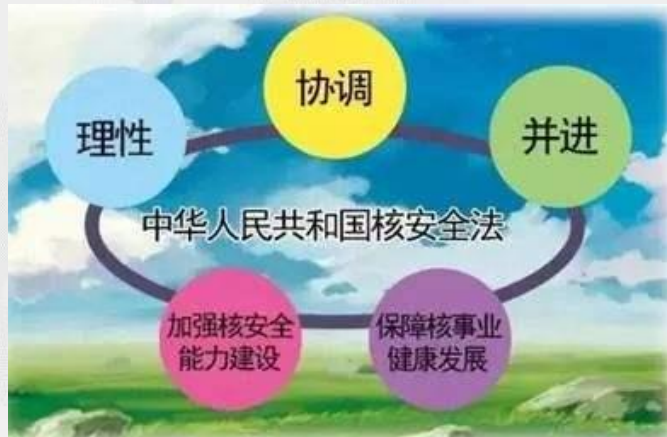 协调
理性
并进
中华人民共和国核安全法
加强核安全
能力建设
保障核事业
健康发展